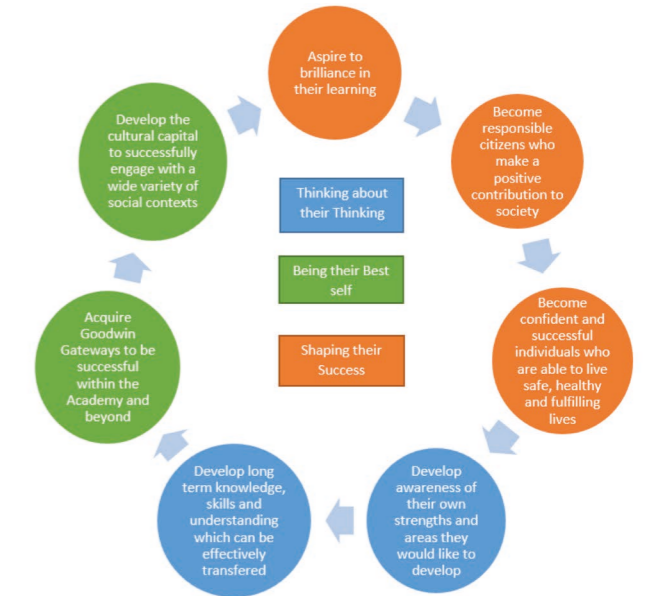 Aspire to
brilliance in
their learning
Become
responsible
citizens who
make a
positive
contribution to
society
Become
confident and
successful
individuals who
are able to live
safe, healthy
and fulfilling
lives
Develop
awareness of
their own
strengths and
areas they
would like to
develop
Develop long
term knowledge,
skills and
understanding
which can be
effectively
transfered
Acquire
Goodwin
Gateways to be
successful
within the
Academy and
beyond
Develop the
cultural capital
to successfully
engage with a
wide variety of
social contexts
Thinking about
their Thinking
Being their Best
self
Shaping their
Success